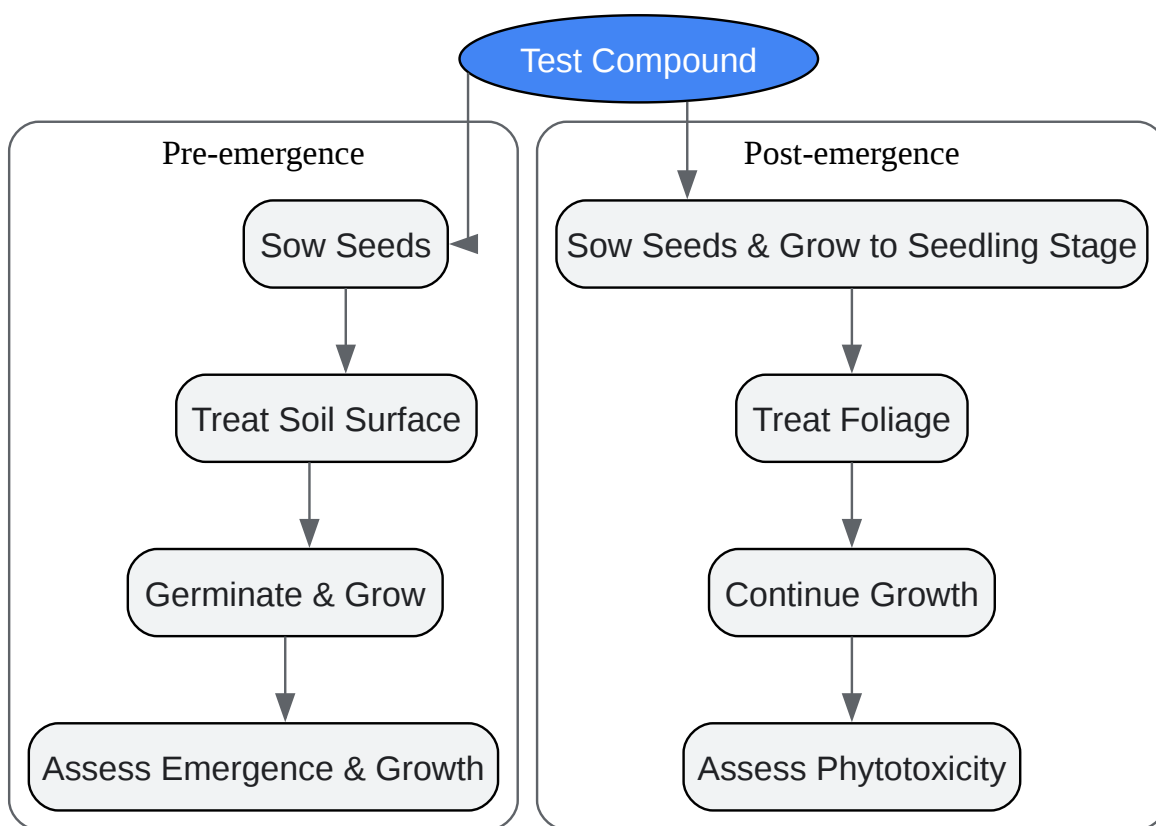 Test Compound
Pre-emergence
Sow Seeds
Treat Soil Surface
Germinate & Grow
Assess Emergence & Growth
Post-emergence
Sow Seeds & Grow to Seedling Stage
Treat Foliage
Continue Growth
Assess Phytotoxicity